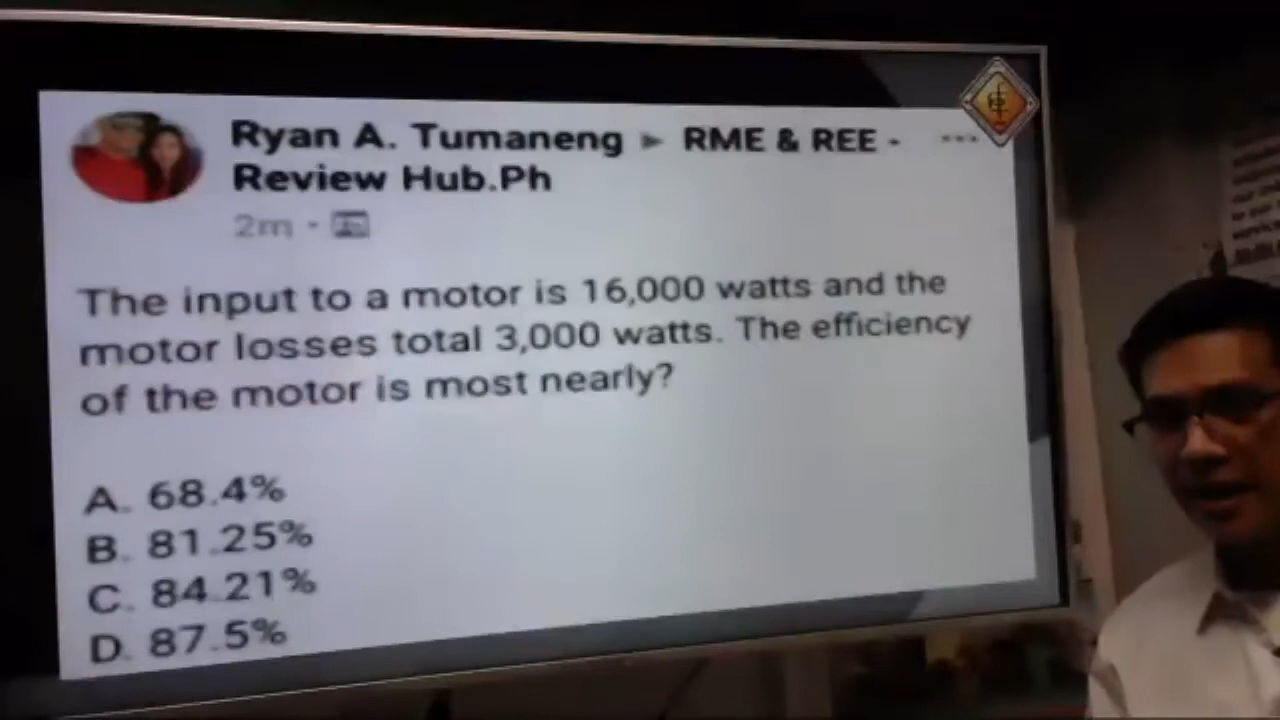 Ryan A. Tumaneng ▸ RME & REE - ...
Review Hub.Ph
2m ·
The input to a motor is 16,000 watts and the
motor losses total 3,000 watts. The efficiency
of the motor is most nearly?
A. 68.4%
B. 81.25%
C. 84.21%
D. 87.5%